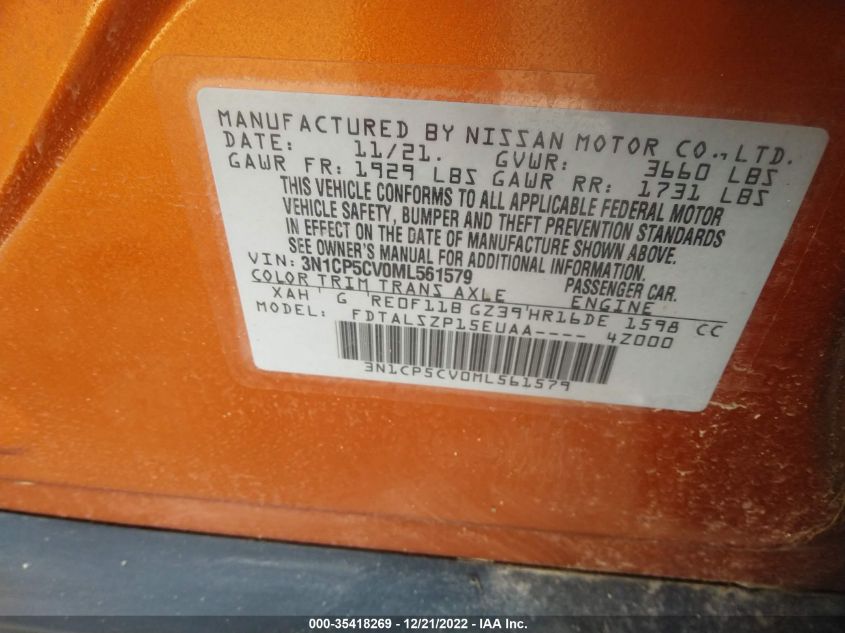 MANUFACTURED BY NISSAN MOTOR CO., LTD.
DATE: 11/21. GVWR: 3660 LBS
GAWR FR: 1929 LBS GAWR RR: 1731 LBS
THIS VEHICLE CONFORMS TO ALL APPLICABLE FEDERAL MOTOR
VEHICLE SAFETY, BUMPER AND THEFT PREVENTION STANDARDS
IN EFFECT ON THE DATE OF MANUFACTURE SHOWN ABOVE.
SEE OWNER'S MANUAL FOR ADDITIONAL INFORMATION.
VIN: 3N1CP5CV0ML561579 PASSENGER CAR.
COLOR TRIM TRANS AXLE ENGINE
XAH G RE0F11B GZ39 HR16DE 1598 CC
MODEL: FDTALSZP15EUAA---- 4Z000
3N1CP5CV0ML561579
000-35418269 - 12/21/2022 - IAA Inc.